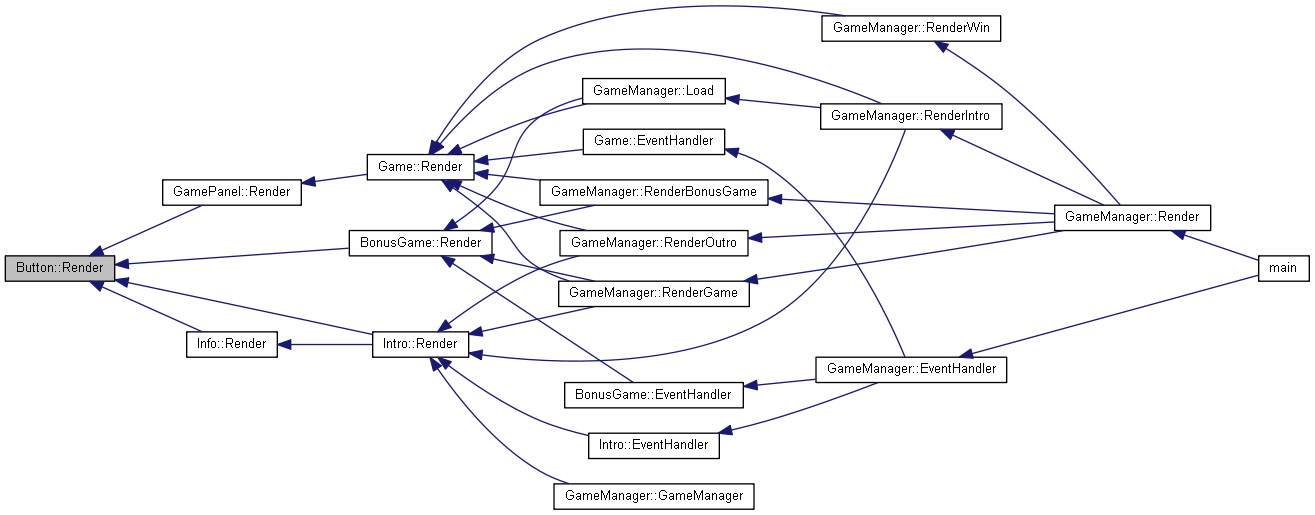 GameManager::RenderWin
GameManager::Load
GameManager::RenderIntro
Game::EventHandler
Game::Render
GamePanel::Render
GameManager::RenderBonusGame
GameManager::Render
BonusGame::Render
GameManager::RenderOutro
Button::Render
main
GameManager::RenderGame
Info::Render
Intro::Render
GameManager::EventHandler
BonusGame::EventHandler
Intro::EventHandler
GameManager::GameManager